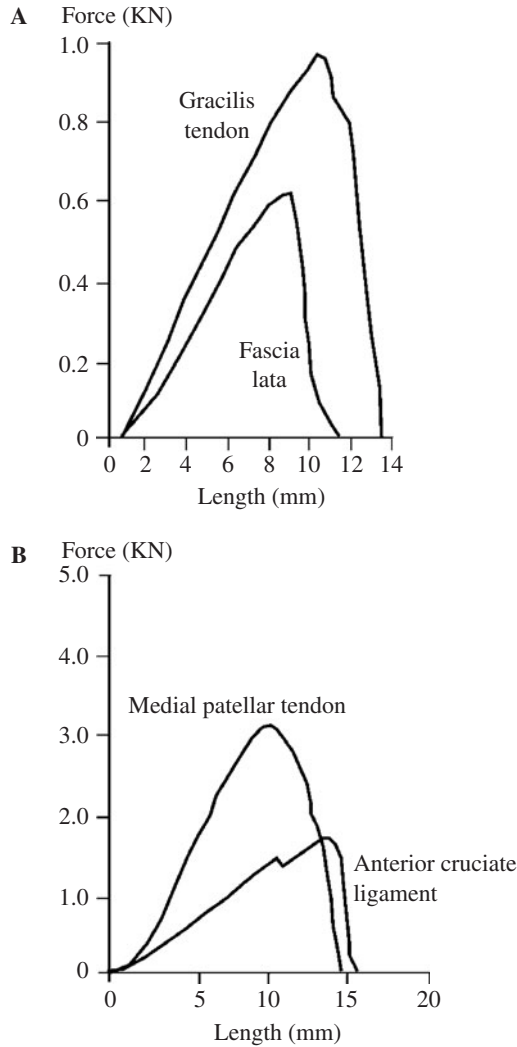 A Force (KN)
1.0
0.8
0.6
0.4
0.2
0
Gracilis
tendon
Fascia
lata
0 2 4 6 8 10 12 14
Length (mm)
B Force (KN)
5.0
4.0
3.0
2.0
1.0
0
Medial patellar tendon
Anterior cruciate
ligament
0 5 10 15 20
Length (mm)